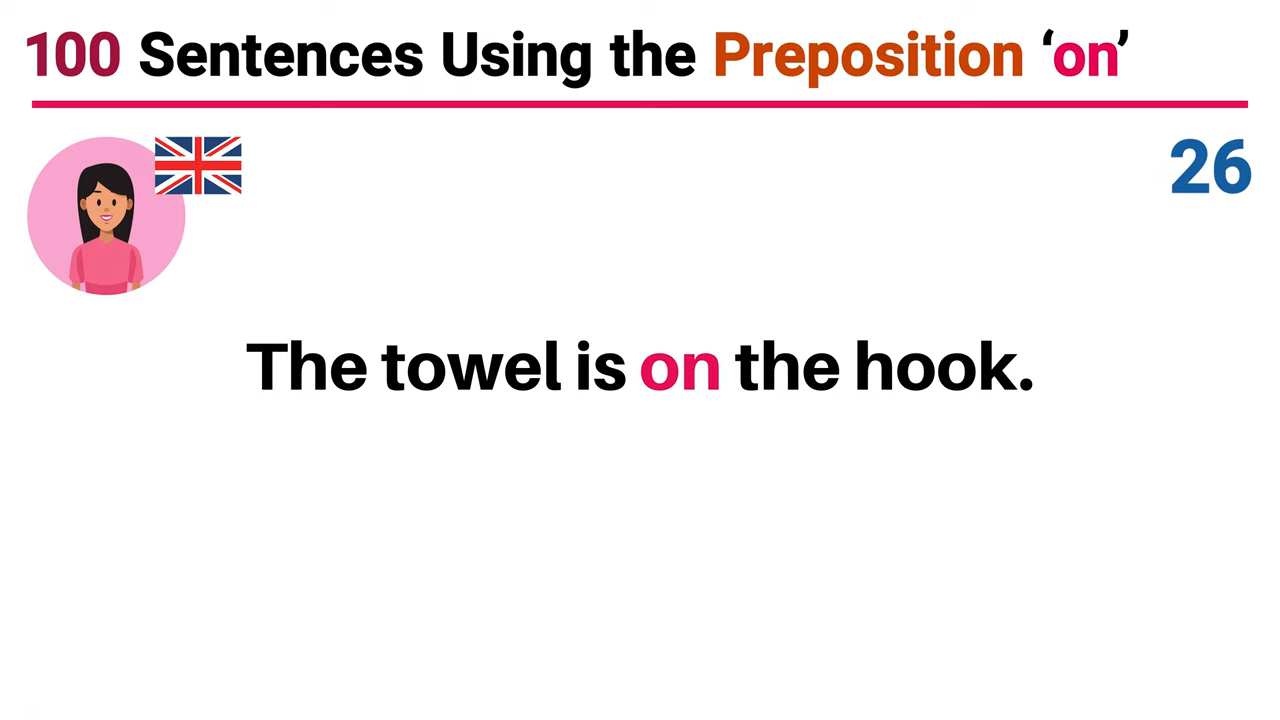 100 Sentences Using the Preposition ‘on’
26
The towel is on the hook.